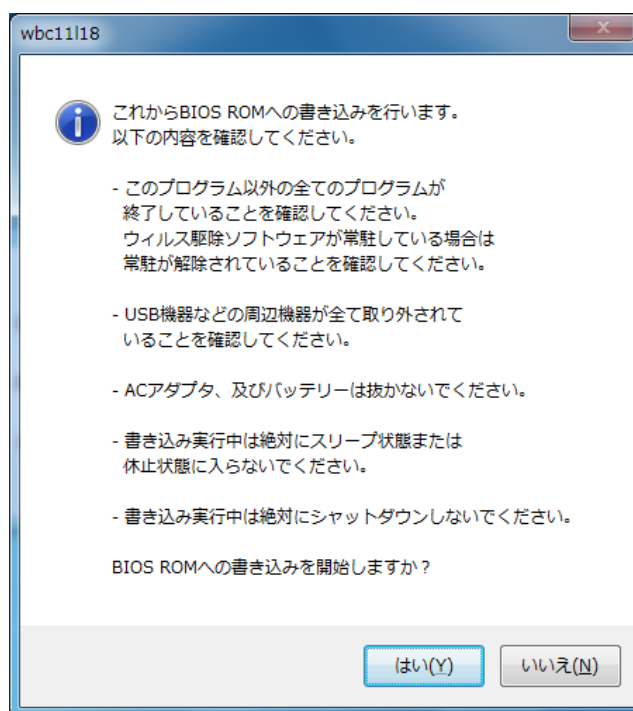 wbc11l18
これからBIOS ROMへの書き込みを行います。
以下の内容を確認してください。
- このプログラム以外の全てのプログラムが
終了していることを確認してください。
ウィルス駆除ソフトウェアが常駐している場合は
常駐が解除されていることを確認してください。
- USB機器などの周辺機器が全て取り外されて
いることを確認してください。
- ACアダプタ、及びバッテリーは抜かないでください。
- 書き込み実行中は絶対にスリープ状態または
休止状態に入らないでください。
- 書き込み実行中は絶対にシャットダウンしないでください。
BIOS ROMへの書き込みを開始しますか？
はい(Y)
いいえ(N)